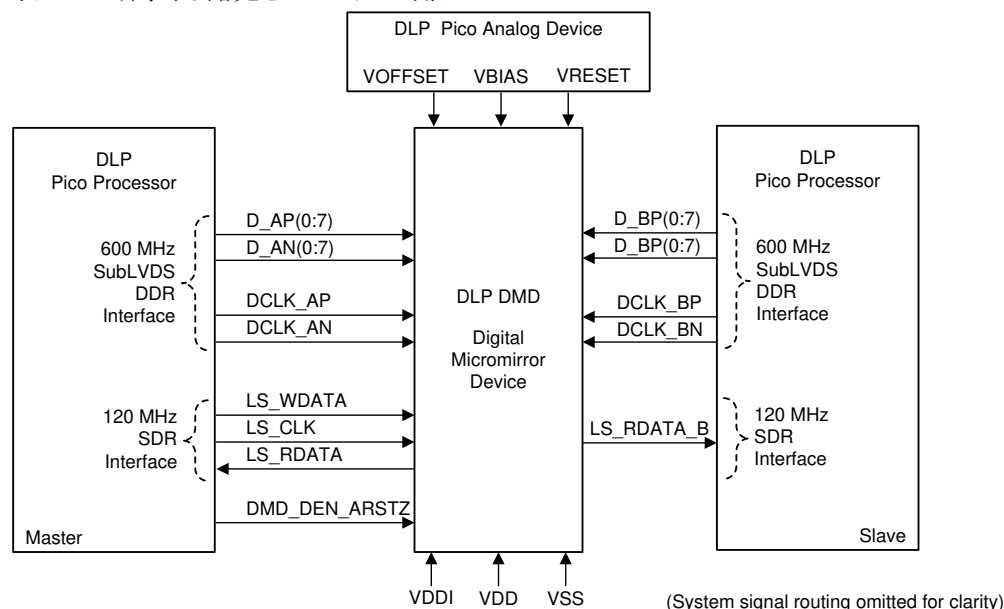 DLP Pico Analog Device
VOFFSET VBIAS VRESET
DLP
Pico Processor
600 MHz
SubLVDS
DDR
Interface
120 MHz
SDR
Interface
Master
D_AP(0:7)
D_AN(0:7)
DCLK_AP
DCLK_AN
LS_WDATA
LS_CLK
LS_RDATA
DMD_DEN_ARSTZ
DLP DMD
Digital
Micromirror
Device
D_BP(0:7)
D_BP(0:7)
DCLK_BP
DCLK_BN
LS_RDATA_B
DLP
Pico Processor
600 MHz
SubLVDS
DDR
Interface
120 MHz
SDR
Interface
Slave
VDDI VDD VSS
(System signal routing omitted for clarity)